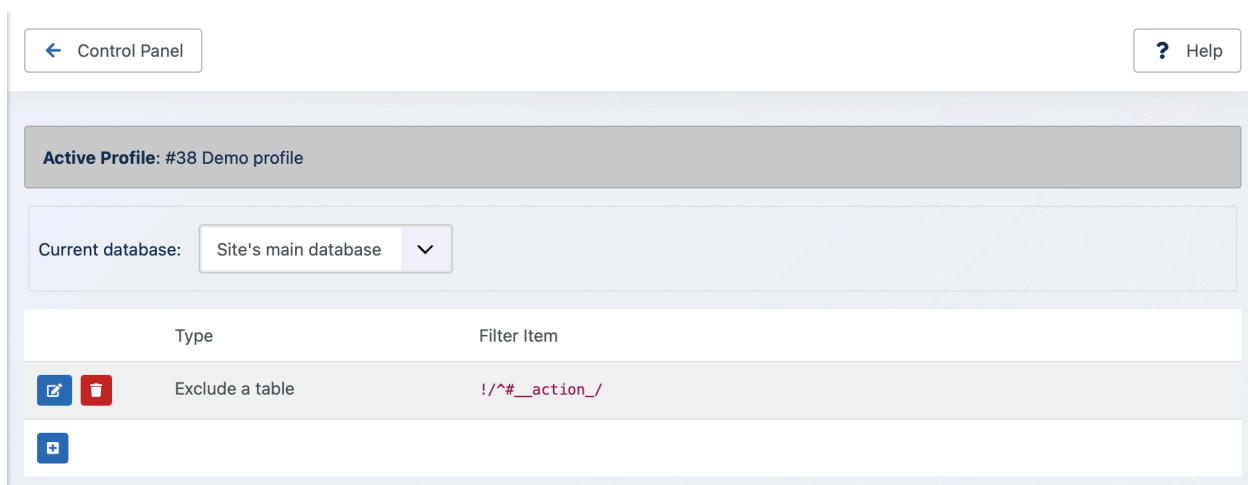 Control Panel
? Help
Active Profile: #38 Demo profile
Current database: Site's main database
Type Filter Item
Exclude a table !/^#__action_/